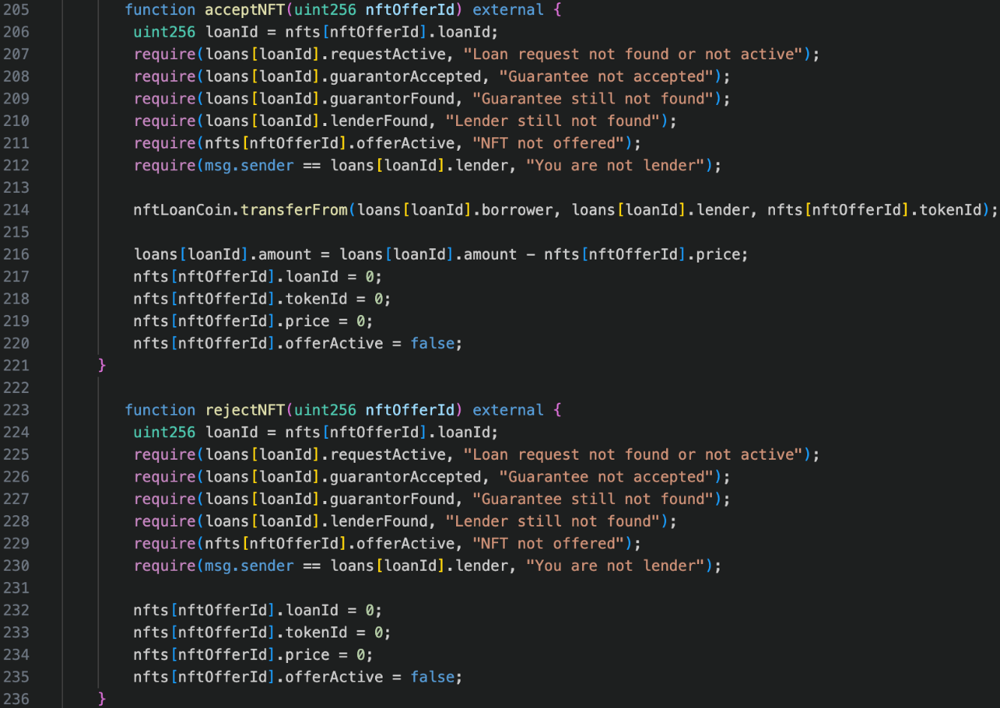 205 function acceptNFT(uint256 nftOfferId) external {
206 uint256 loanId = nfts[nftOfferId].loanId;
207 require(loans[loanId].requestActive, "Loan request not found or not active");
208 require(loans[loanId].guarantorAccepted, "Guarantee not accepted");
209 require(loans[loanId].guarantorFound, "Guarantee still not found");
210 require(loans[loanId].lenderFound, "Lender still not found");
211 require(nfts[nftOfferId].offerActive, "NFT not offered");
212 require(msg.sender == loans[loanId].lender, "You are not lender");
213
214 nftLoanCoin.transferFrom(loans[loanId].borrower, loans[loanId].lender, nfts[nftOfferId].tokenId);
215
216 loans[loanId].amount = loans[loanId].amount - nfts[nftOfferId].price;
217 nfts[nftOfferId].loanId = 0;
218 nfts[nftOfferId].tokenId = 0;
219 nfts[nftOfferId].price = 0;
220 nfts[nftOfferId].offerActive = false;
221 }
222
223 function rejectNFT(uint256 nftOfferId) external {
224 uint256 loanId = nfts[nftOfferId].loanId;
225 require(loans[loanId].requestActive, "Loan request not found or not active");
226 require(loans[loanId].guarantorAccepted, "Guarantee not accepted");
227 require(loans[loanId].guarantorFound, "Guarantee still not found");
228 require(loans[loanId].lenderFound, "Lender still not found");
229 require(nfts[nftOfferId].offerActive, "NFT not offered");
230 require(msg.sender == loans[loanId].lender, "You are not lender");
231
232 nfts[nftOfferId].loanId = 0;
233 nfts[nftOfferId].tokenId = 0;
234 nfts[nftOfferId].price = 0;
235 nfts[nftOfferId].offerActive = false;
236 }